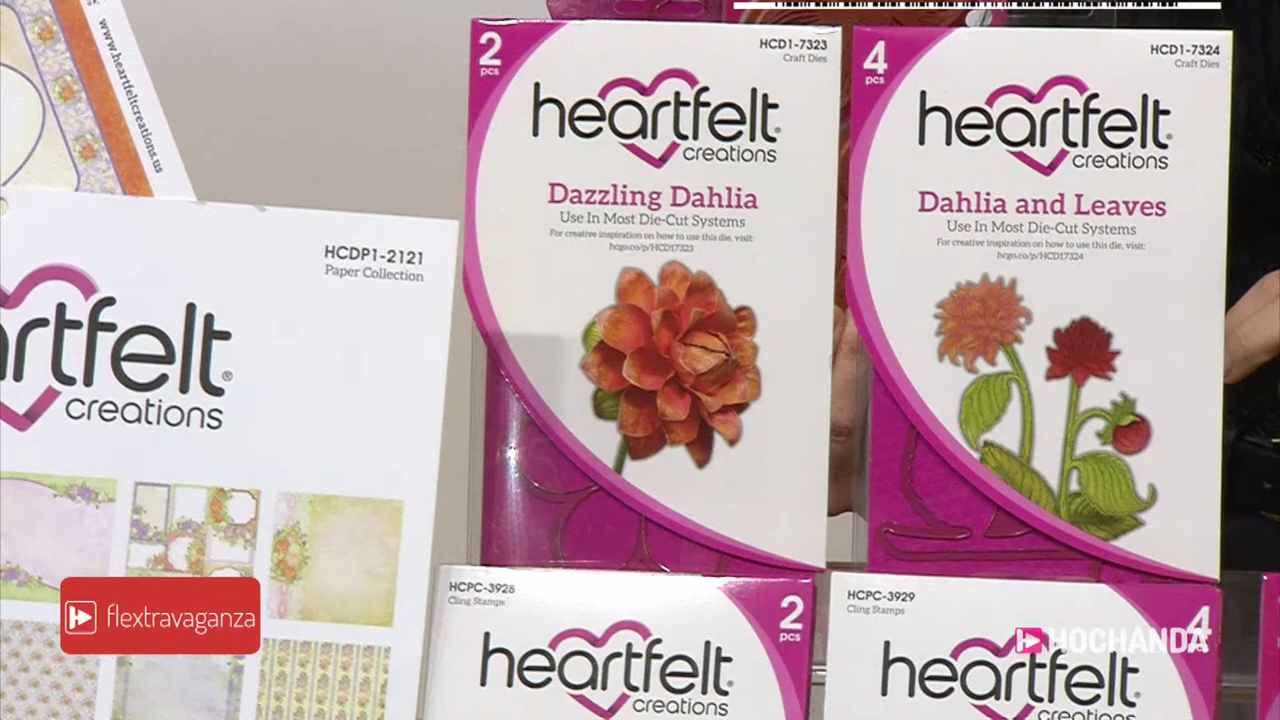 www.heartfeltcreations.us
HCDP1-2121
Paper Collection
artfelt®
creations
2
pcs
HCD1-7323
Craft Dies
heartfelt
creations
Dazzling Dahlia
Use In Most Die-Cut Systems
For creative inspiration on how to use this die, visit:
hcgo.co/p/HCD17323
4
pcs
HCD1-7324
Craft Dies
heartfelt
creations
Dahlia and Leaves
Use In Most Die-Cut Systems
For creative inspiration on how to use this die, visit:
hcgo.co/p/HCD17324
HCPC-3928
Cling Stamps
2
pcs
heartfelt
creations
HCPC-3929
Cling Stamps
4
heartfelt
creations
flextravaganza
HOCHANDA